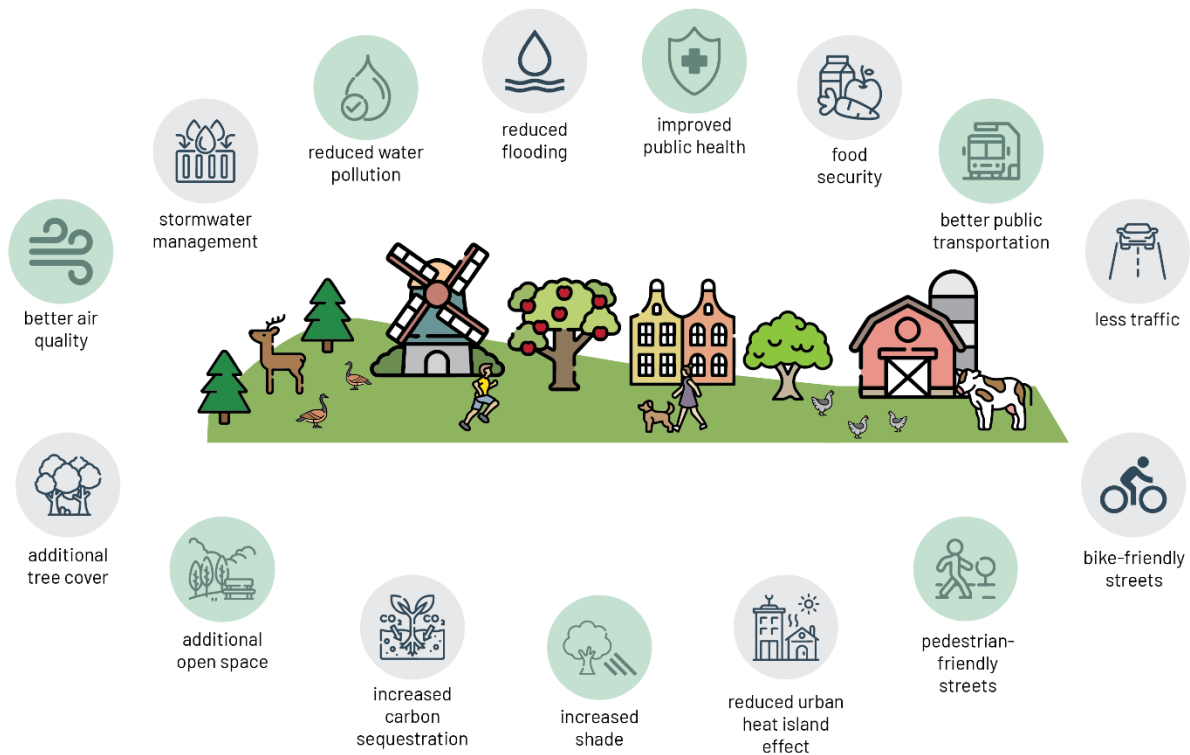 reduced
flooding
improved
public health
reduced water
pollution
food
security
stormwater
management
better public
transportation
better air
quality
less traffic
additional
tree cover
bike-friendly
streets
additional
open space
pedestrian-
friendly
streets
CO2 CO2
increased
carbon
sequestration
increased
shade
reduced urban
heat island
effect